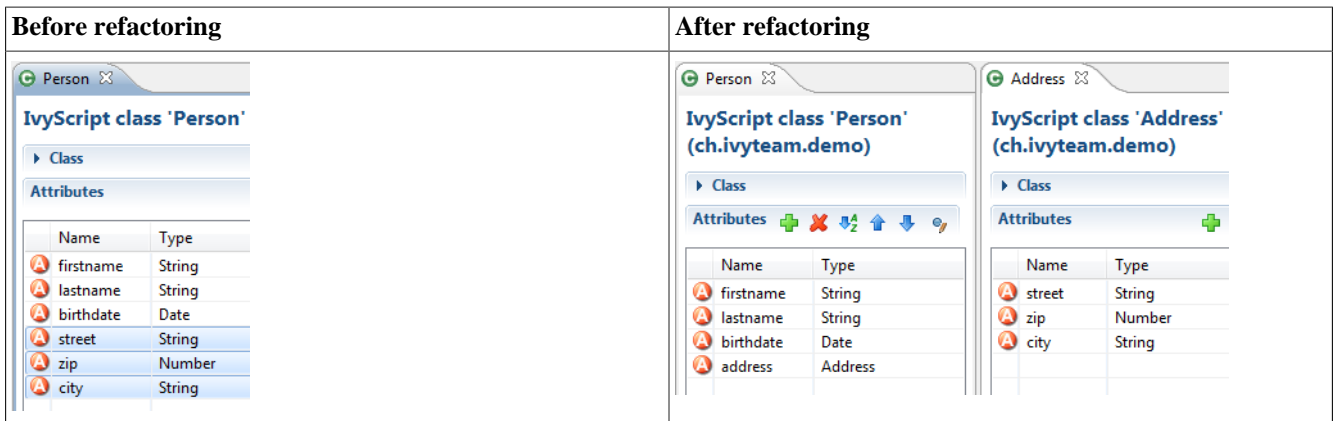 Before refactoring
Person
IvyScript class 'Person'
Class
Attributes
Name Type
firstname String
lastname String
birthdate Date
street String
zip Number
city String
After refactoring
Person
IvyScript class 'Person'
(ch.ivyteam.demo)
Class
Attributes
Name Type
firstname String
lastname String
birthdate Date
address Address
Address
IvyScript class 'Address'
(ch.ivyteam.demo)
Class
Attributes
Name Type
street String
zip Number
city String